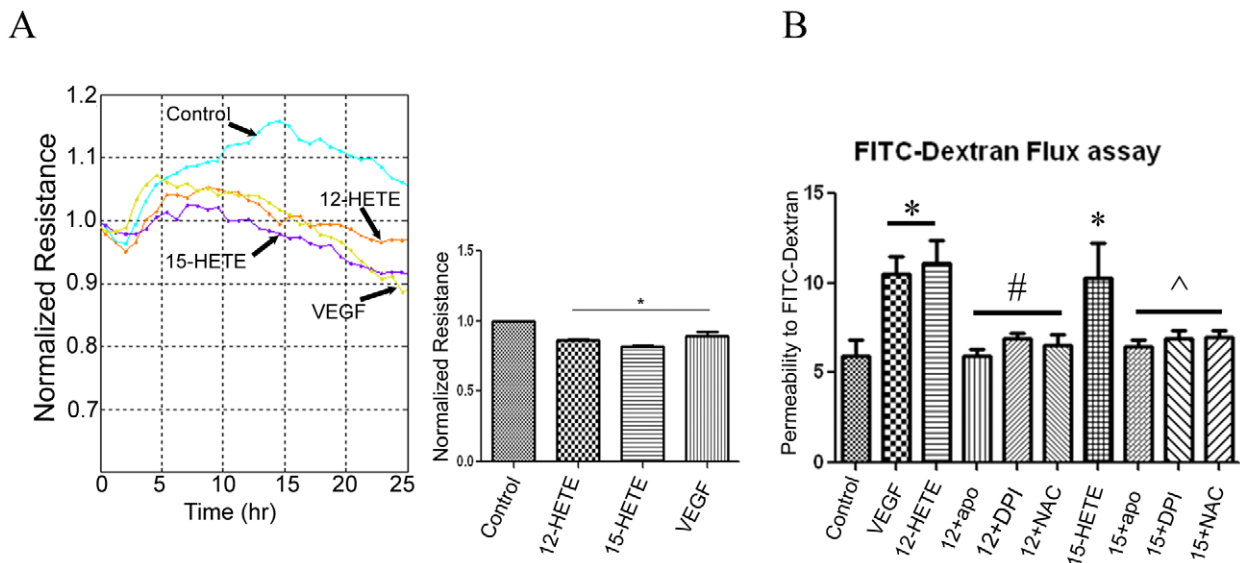 A
B
1.2
1.1
1.0
0.9
0.8
0.7
Normalized Resistance
Control
12-HETE
15-HETE
VEGF
0
5
10
15
20
25
Time (hr)
Normalized Resistance
1.0
0.5
0.0
*
Control
12-HETE
15-HETE
VEGF
FITC-Dextran Flux assay
Permeability to FITC-Dextran
15
10
5
0
*
#
*
^
Control
VEGF
12-HETE
12+apo
12+DPI
12+NAC
15-HETE
15+apo
15+DPI
15+NAC